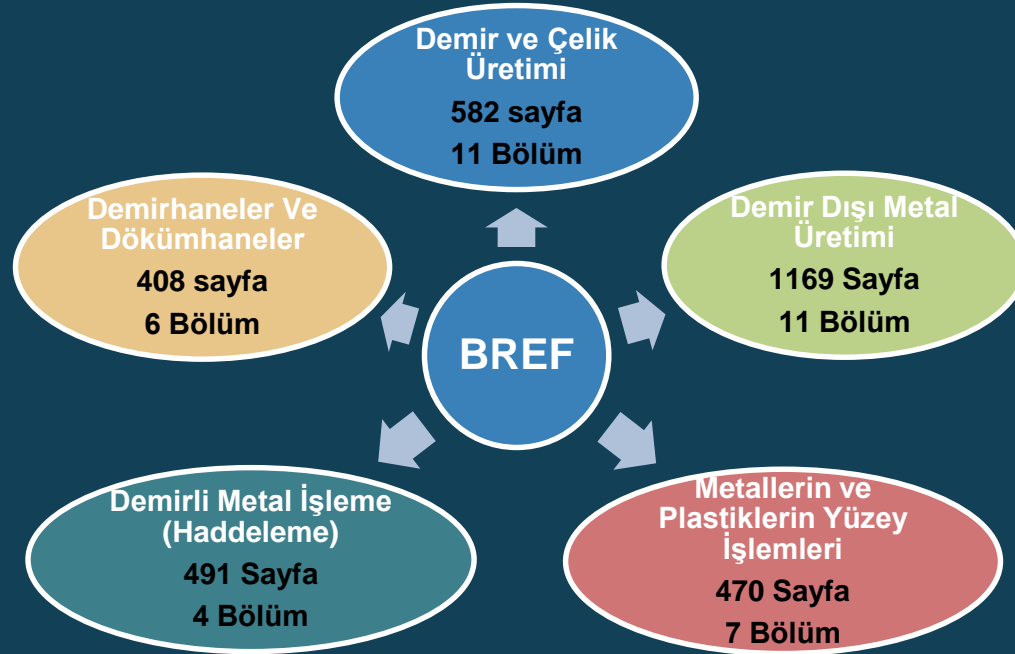 Demir ve Çelik
Üretimi
582 sayfa
11 Bölüm
Demirhaneler Ve
Dökümhaneler
408 sayfa
6 Bölüm
Demir Dışı Metal
Üretimi
1169 Sayfa
11 Bölüm
BREF
Demirli Metal İşleme
(Haddeleme)
491 Sayfa
4 Bölüm
Metallerin ve
Plastiklerin Yüzey
İşlemleri
470 Sayfa
7 Bölüm